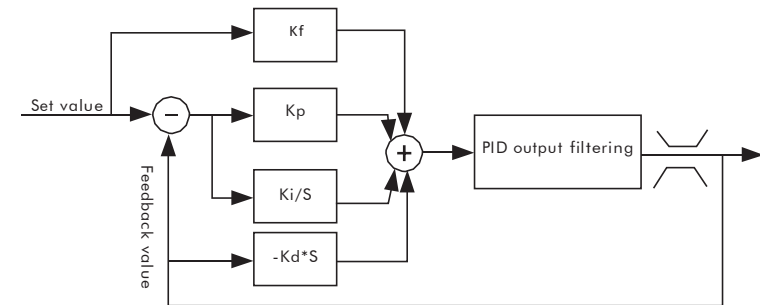 Kf
Set value
Kp
PID output filtering
Feedback value
Ki/S
-Kd*S